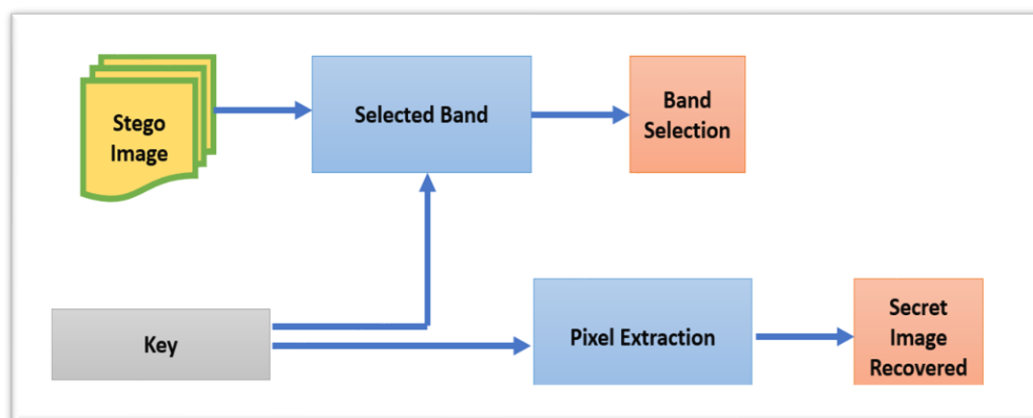 Stego
Image
Selected Band
Band
Selection
Key
Pixel Extraction
Secret
Image
Recovered